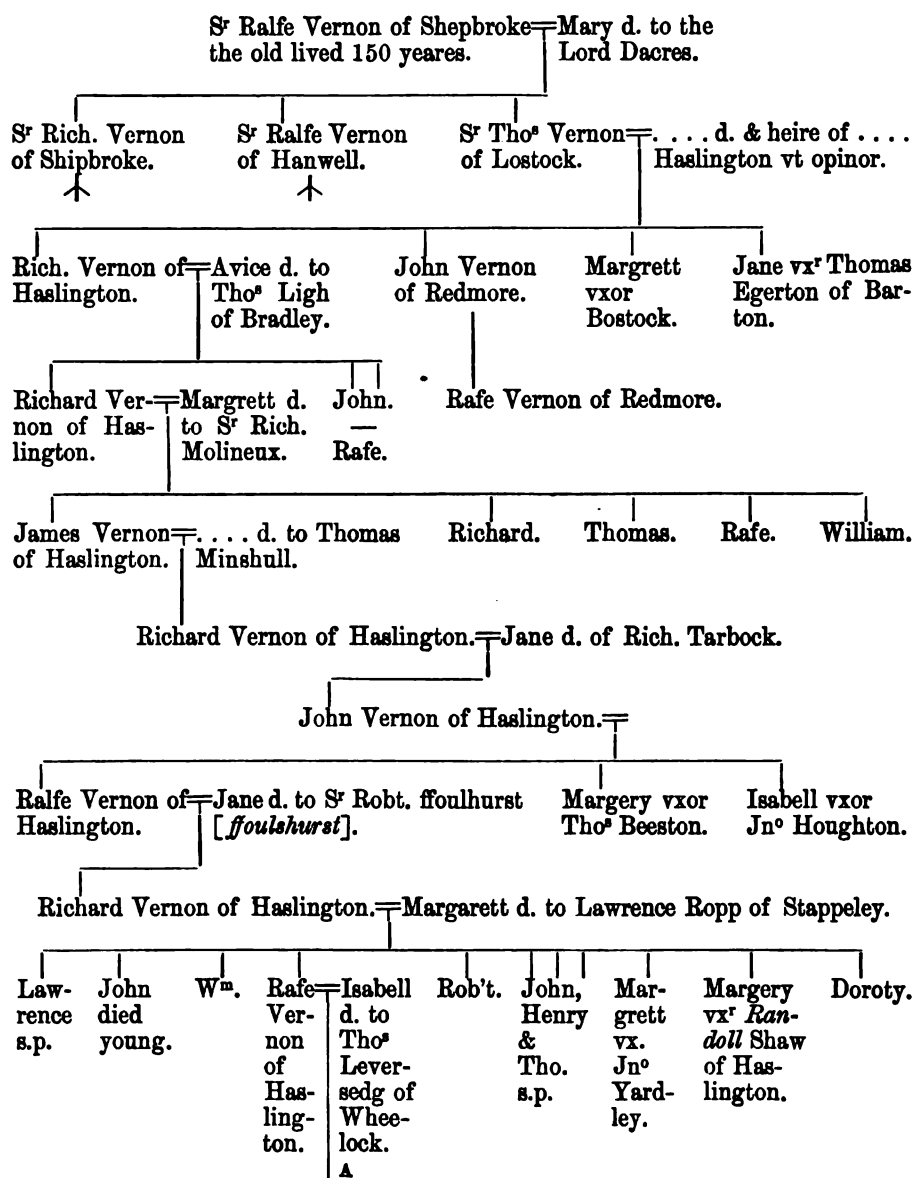 Sr Ralfe Vernon of Shepbroke=Mary d. to the
the old lived 150 yeares. Lord Dacres.
Sr Rich. Vernon
of Shipbroke.
Sr Ralfe Vernon
of Hanwell.
Sr Thos Vernon=. . . . d. & heire of . . . .
of Lostock. Haslington vt opinor.
Rich. Vernon of=Avice d. to
Haslington. Thos Ligh
of Bradley.
John Vernon
of Redmore.
Margrett
vxor
Bostock.
Jane vxr Thomas
Egerton of Bar-
ton.
Richard Ver-=Margrett d.
non of Has- to Sr Rich.
lington. Molineux.
John.
—
Rafe.
Rafe Vernon of Redmore.
James Vernon=. . . . d. to Thomas
of Haslington. Minshull.
Richard.
Thomas.
Rafe.
William.
Richard Vernon of Haslington.=Jane d. of Rich. Tarbock.
John Vernon of Haslington.=
Ralfe Vernon of=Jane d. to Sr Robt. ffoulhurst
Haslington. [ffoulshurst].
Margery vxor
Thos Beeston.
Isabell vxor
Jno Houghton.
Richard Vernon of Haslington.=Margarett d. to Lawrence Ropp of Stappeley.
Law-
rence
s.p.
John
died
young.
Wm.
Rafe=
Ver-
non
of
Has-
ling-
ton.
Isabell
d. to
Thos
Lever-
sedg of
Whee-
lock.
A
Rob't.
John,
Henry
&
Tho.
s.p.
Mar-
grett
vx.
Jno
Yard-
ley.
Margery
vxr Ran-
doll Shaw
of Has-
lington.
Doroty.